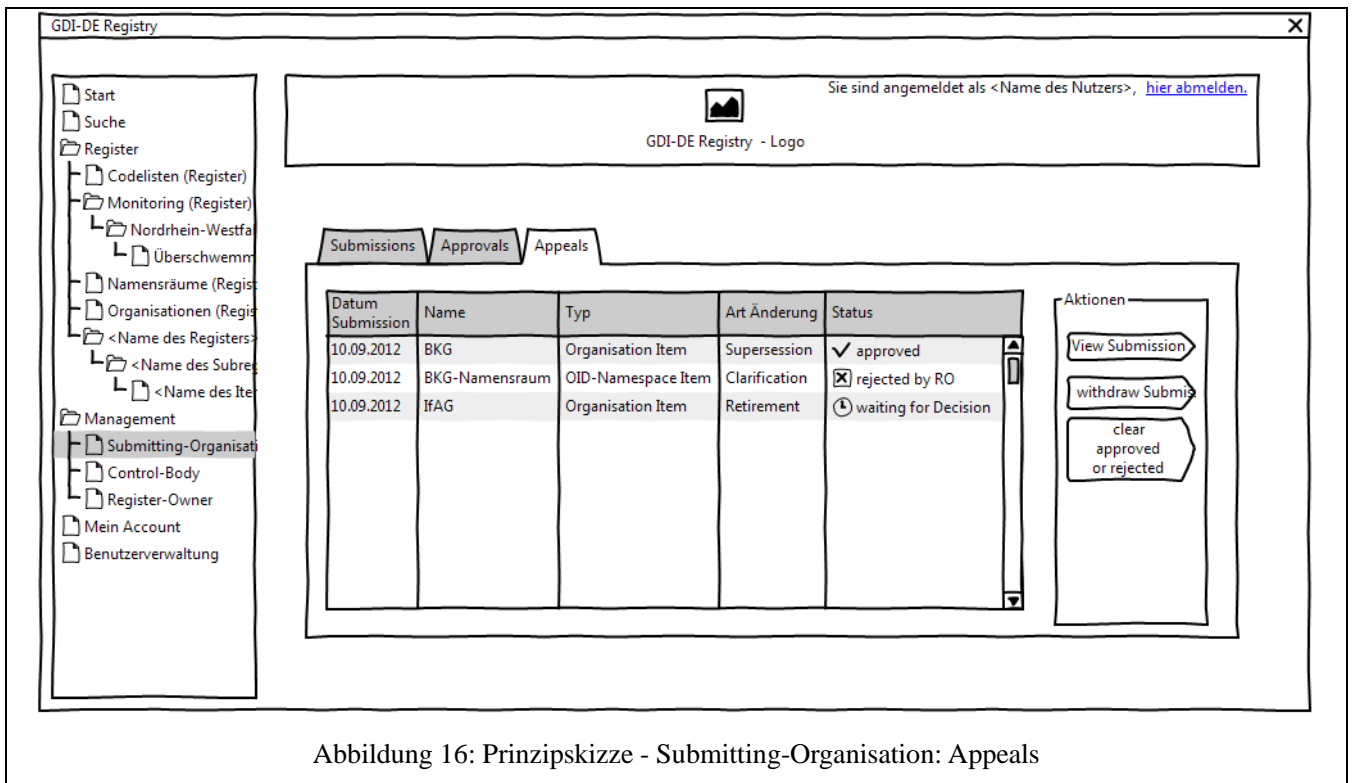 GDI-DE Registry
Start
Suche
Register
Codelisten (Register)
Monitoring (Register)
Nordrhein-Westfal
Überschwemm
Namensräume (Regist
Organisationen (Regis
<Name des Registers>
<Name des Subreg
<Name des Ite
Management
Submitting-Organisati
Control-Body
Register-Owner
Mein Account
Benutzerverwaltung
Sie sind angemeldet als <Name des Nutzers>, hier abmelden.
GDI-DE Registry - Logo
Submissions Approvals Appeals
Datum Submission Name Typ Art Änderung Status
10.09.2012 BKG Organisation Item Supersession approved
10.09.2012 BKG-Namensraum OID-Namespace Item Clarification rejected by RO
10.09.2012 IfAG Organisation Item Retirement waiting for Decision
Aktionen
View Submission
withdraw Submis
clear
approved
or rejected
Abbildung 16: Prinzipskizze - Submitting-Organisation: Appeals